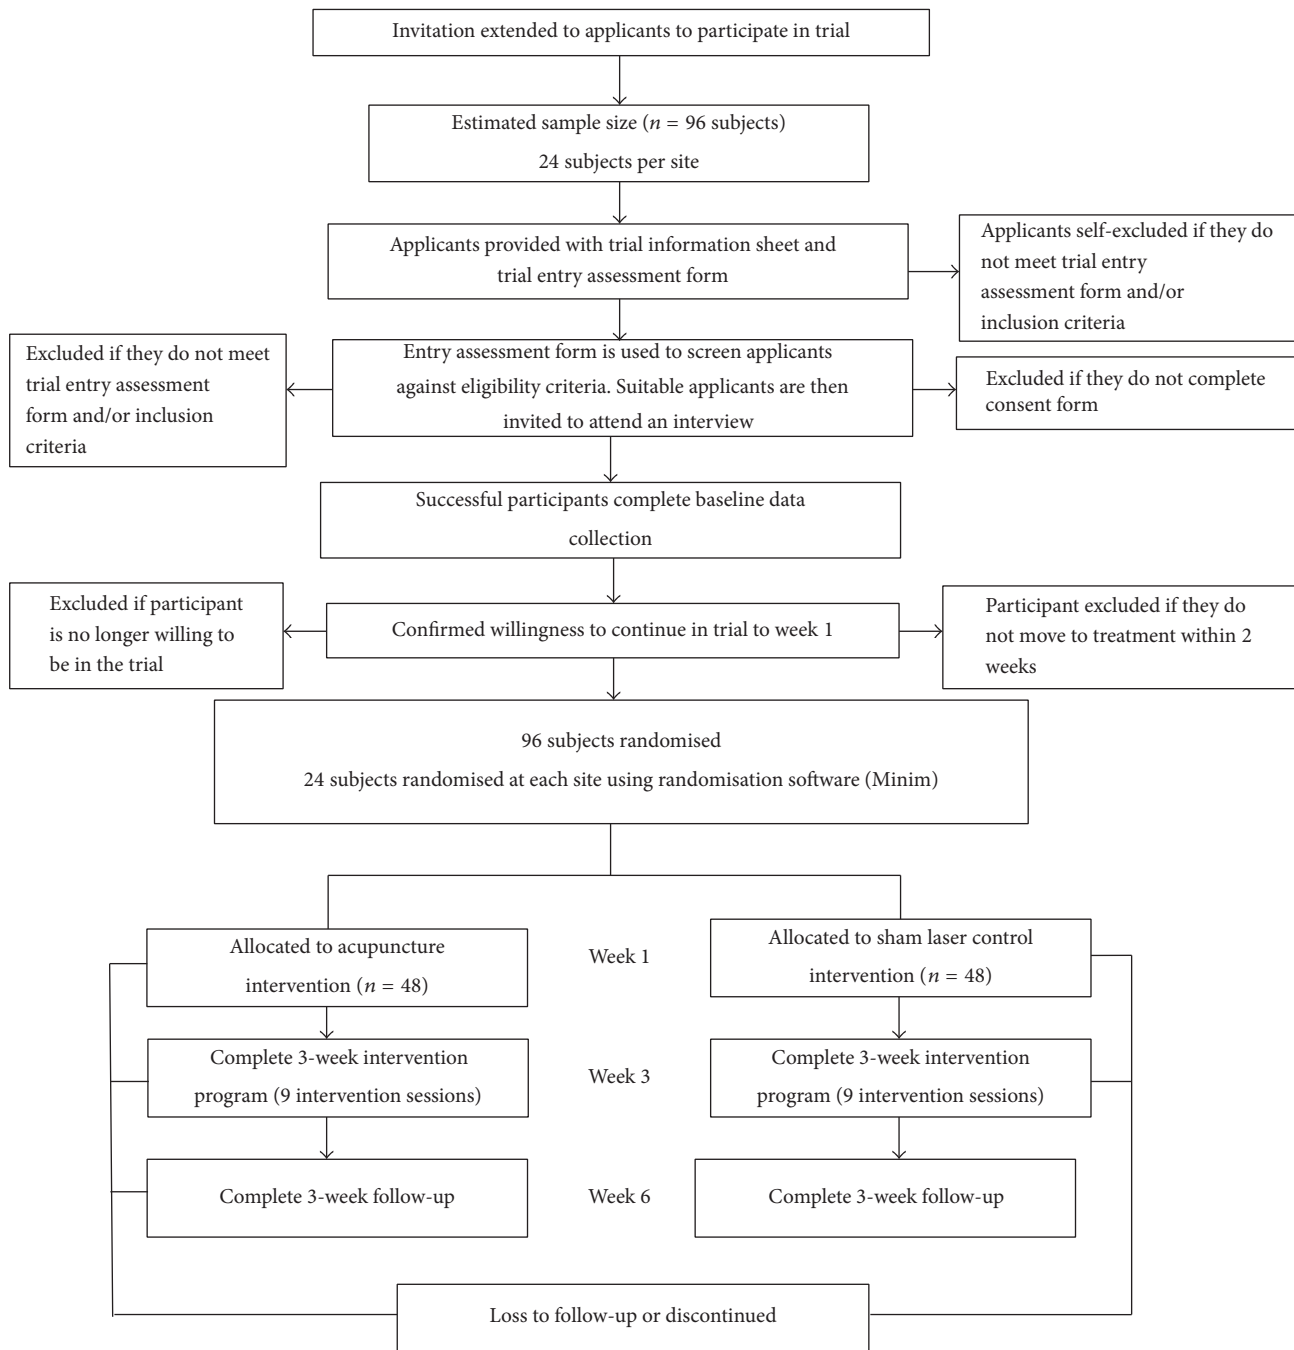 Invitation extended to applicants to participate in trial
Estimated sample size (n = 96 subjects)
24 subjects per site
Applicants provided with trial information sheet and
trial entry assessment form
Applicants self-excluded if they do
not meet trial entry
assessment form and/or
inclusion criteria
Excluded if they do not meet
trial entry assessment
form and/or inclusion
criteria
Entry assessment form is used to screen applicants
against eligibility criteria. Suitable applicants are then
invited to attend an interview
Excluded if they do not complete
consent form
Successful participants complete baseline data
collection
Excluded if participant
is no longer willing to
be in the trial
Confirmed willingness to continue in trial to week 1
Participant excluded if they do
not move to treatment within 2
weeks
96 subjects randomised
24 subjects randomised at each site using randomisation software (Minim)
Allocated to acupuncture
intervention (n = 48)
Week 1
Allocated to sham laser control
intervention (n = 48)
Complete 3-week intervention
program (9 intervention sessions)
Week 3
Complete 3-week intervention
program (9 intervention sessions)
Complete 3-week follow-up
Week 6
Complete 3-week follow-up
Loss to follow-up or discontinued